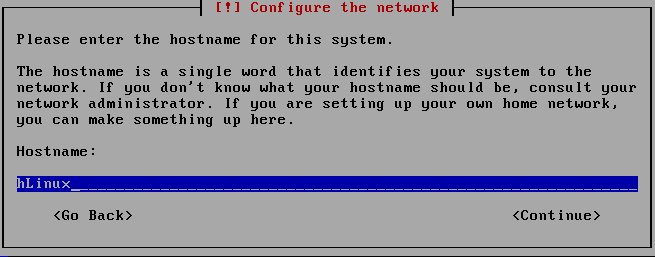 [!] Configure the network
Please enter the hostname for this system.
The hostname is a single word that identifies your system to the
network. If you don't know what your hostname should be, consult your
network administrator. If you are setting up your own home network,
you can make something up here.
Hostname:
hLinux
<Go Back> <Continue>